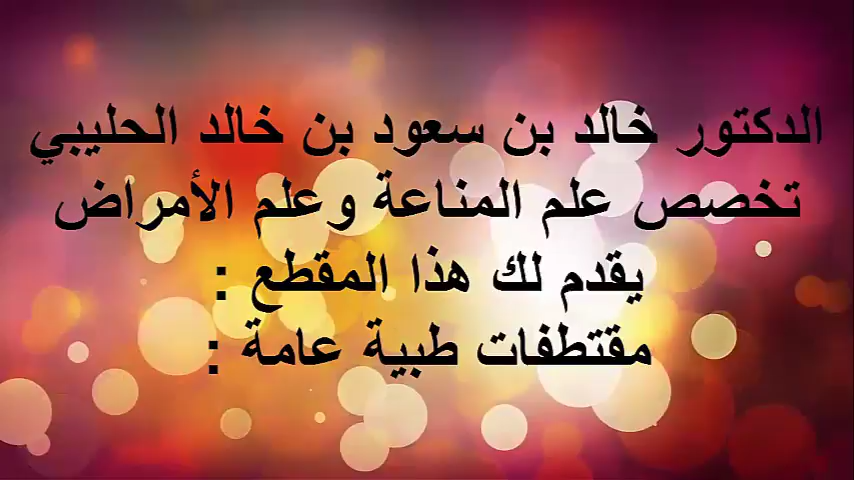 الدكتور خالد بن سعود بن خالد الحليبي
تخصص علم المناعة وعلم الأمراض
يقدم لك هذا المقطع :
مقتطفات طبية عامة :